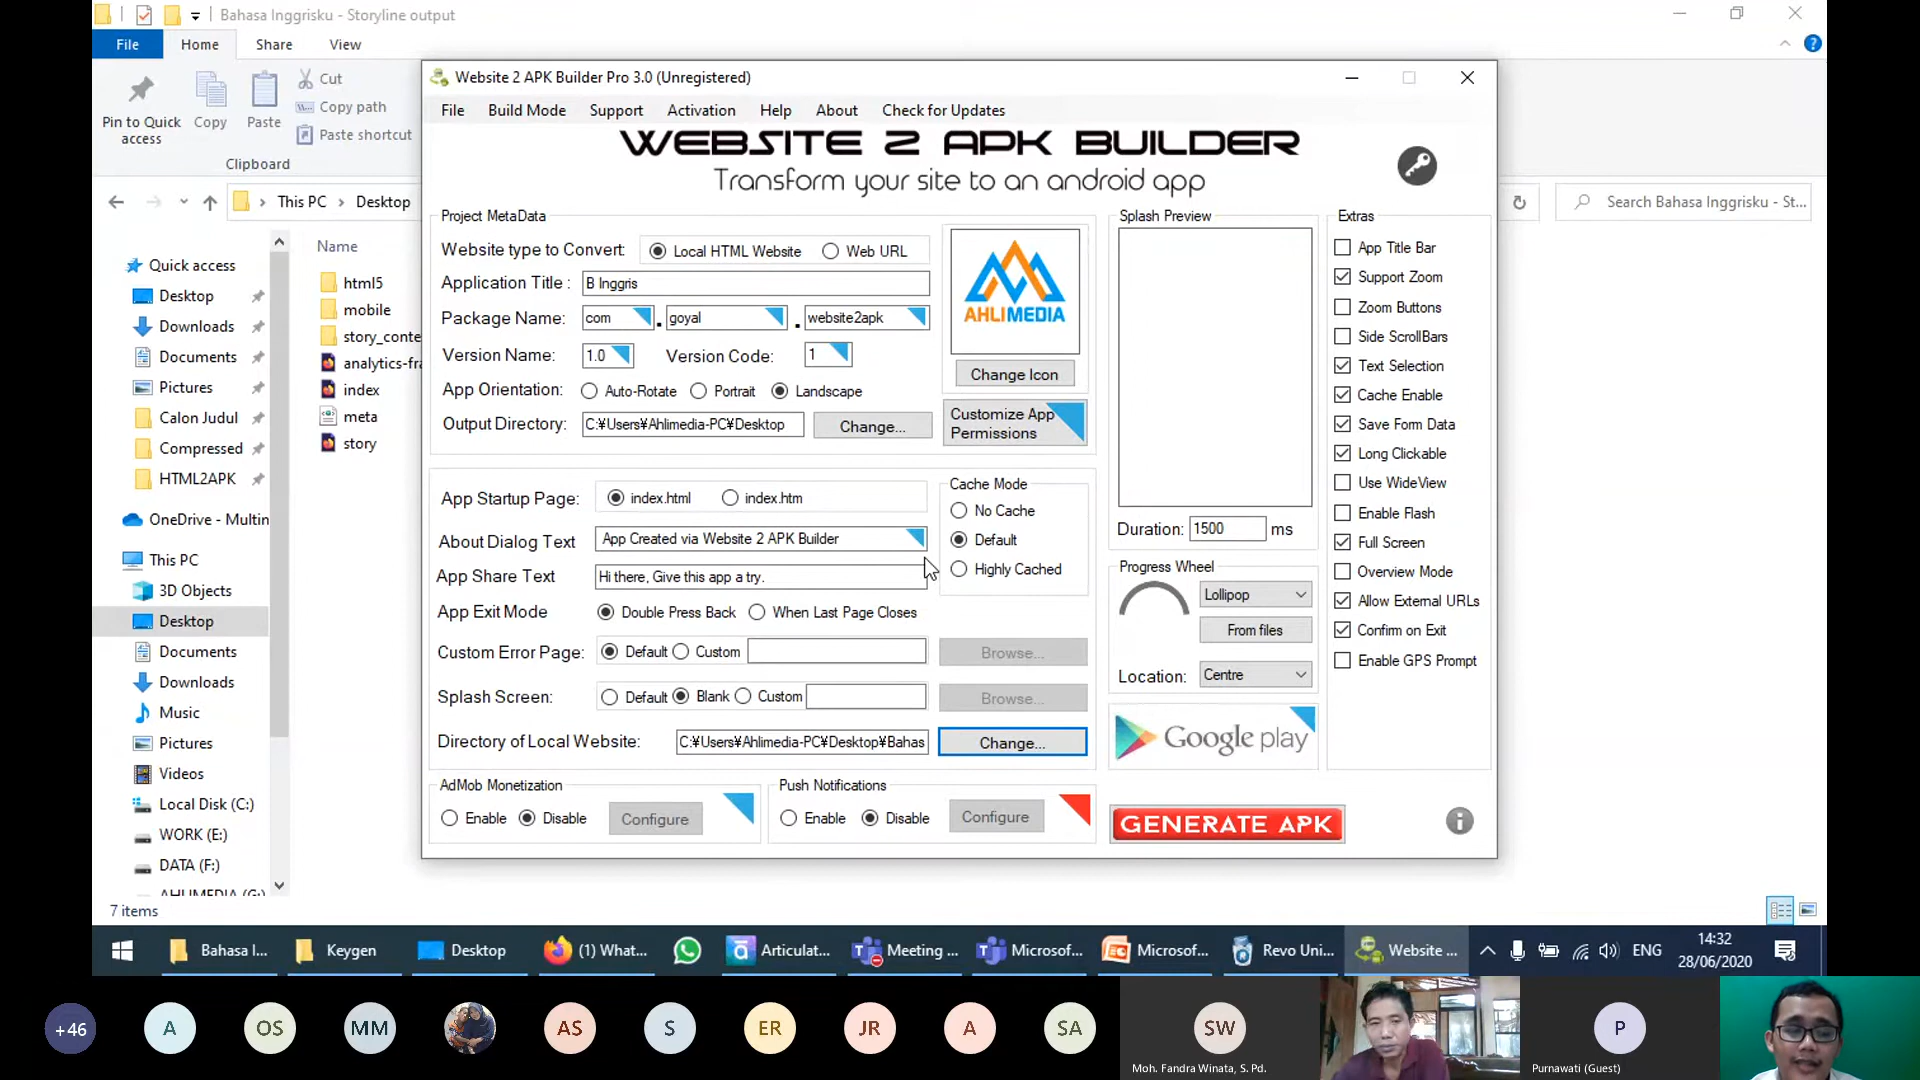 Bahasa Inggrisku - Storyline output
File
Home
Share
View
Pin to Quick access
Copy
Paste
Cut
Copy path
Paste shortcut
Clipboard
This PC
Desktop
Search Bahasa Inggrisku - St...
Quick access
Desktop
Downloads
Documents
Pictures
Calon Judul
Compressed
HTML2APK
OneDrive - Multin
This PC
3D Objects
Desktop
Documents
Downloads
Music
Pictures
Videos
Local Disk (C:)
WORK (E:)
DATA (F:)
AHLIMEDIA (G:)
7 items
Name
html5
mobile
story_conte
analytics-fra
index
meta
story
Website 2 APK Builder Pro 3.0 (Unregistered)
File
Build Mode
Support
Activation
Help
About
Check for Updates
WEBSITE 2 APK BUILDER
Transform your site to an android app
Project MetaData
Website type to Convert:
Local HTML Website
Web URL
Application Title :
B Inggris
Package Name:
com
.
goyal
.
website2apk
Version Name:
1.0
Version Code:
1
App Orientation:
Auto-Rotate
Portrait
Landscape
Output Directory:
C:¥Users¥Ahlimedia-PC¥Desktop
Change...
AHLIMEDIA
Change Icon
Customize App Permissions
App Startup Page:
index.html
index.htm
About Dialog Text
App Created via Website 2 APK Builder
App Share Text
Hi there, Give this app a try.
App Exit Mode
Double Press Back
When Last Page Closes
Custom Error Page:
Default
Custom
Browse...
Splash Screen:
Default
Blank
Custom
Browse...
Directory of Local Website:
C:¥Users¥Ahlimedia-PC¥Desktop¥Bahas
Change...
Cache Mode
No Cache
Default
Highly Cached
AdMob Monetization
Enable
Disable
Configure
Push Notifications
Enable
Disable
Configure
Splash Preview
Duration:
1500
ms
Progress Wheel
Lollipop
From files
Location:
Centre
Google play
GENERATE APK
Extras
App Title Bar
Support Zoom
Zoom Buttons
Side ScrollBars
Text Selection
Cache Enable
Save Form Data
Long Clickable
Use WideView
Enable Flash
Full Screen
Overview Mode
Allow External URLs
Confirm on Exit
Enable GPS Prompt
Bahasa I...
Keygen
Desktop
(1) What...
Articulat...
Meeting ...
Microsof...
Microsof...
Revo Uni...
Website ...
ENG
14:32
28/06/2020
+46
A
OS
MM
AS
S
ER
JR
A
SA
SW
P
Moh. Fandra Winata, S. Pd.
Purnawati (Guest)